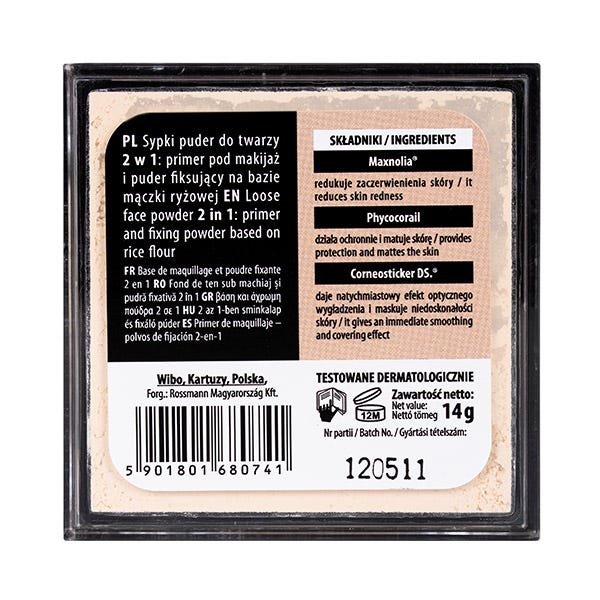 PL Sypki puder do twarzy
2 w 1: primer pod makijaż
i puder fiksujący na bazie
mączki ryżowej EN Loose
face powder 2 in 1: primer
and fixing powder based on
rice flour
FR Base de maquillage et poudre fixante
2 en 1 RO Fond de ten sub machiaj și
pudră fixativă 2 în 1 GR βάση και άχρωμη
πούδρα 2 σε 1 HU 2 az 1-ben sminkalap
és fixáló púder ES Primer de maquillaje –
polvos de fijación 2-en-1
Wibo, Kartuzy, Polska,
Forg.: Rossmann Magyarország Kft.
5 901801 680741
SKŁADNIKI / INGREDIENTS
Maxnolia®
redukuje zaczerwienienia skóry / it
reduces skin redness
Phycocorail
działa ochronnie i matuje skórę / provides
protection and mattes the skin
Corneosticker DS.®
daje natychmiastowy efekt optycznego
wygładzenia i maskuje niedoskonałości
skóry / it gives an immediate smoothing
and covering effect
TESTOWANE DERMATOLOGICZNIE
12M
Zawartość netto:
Net value:
Nettó tömeg 14 g
Nr partii / Batch No. / Gyártási tételszám:
120511